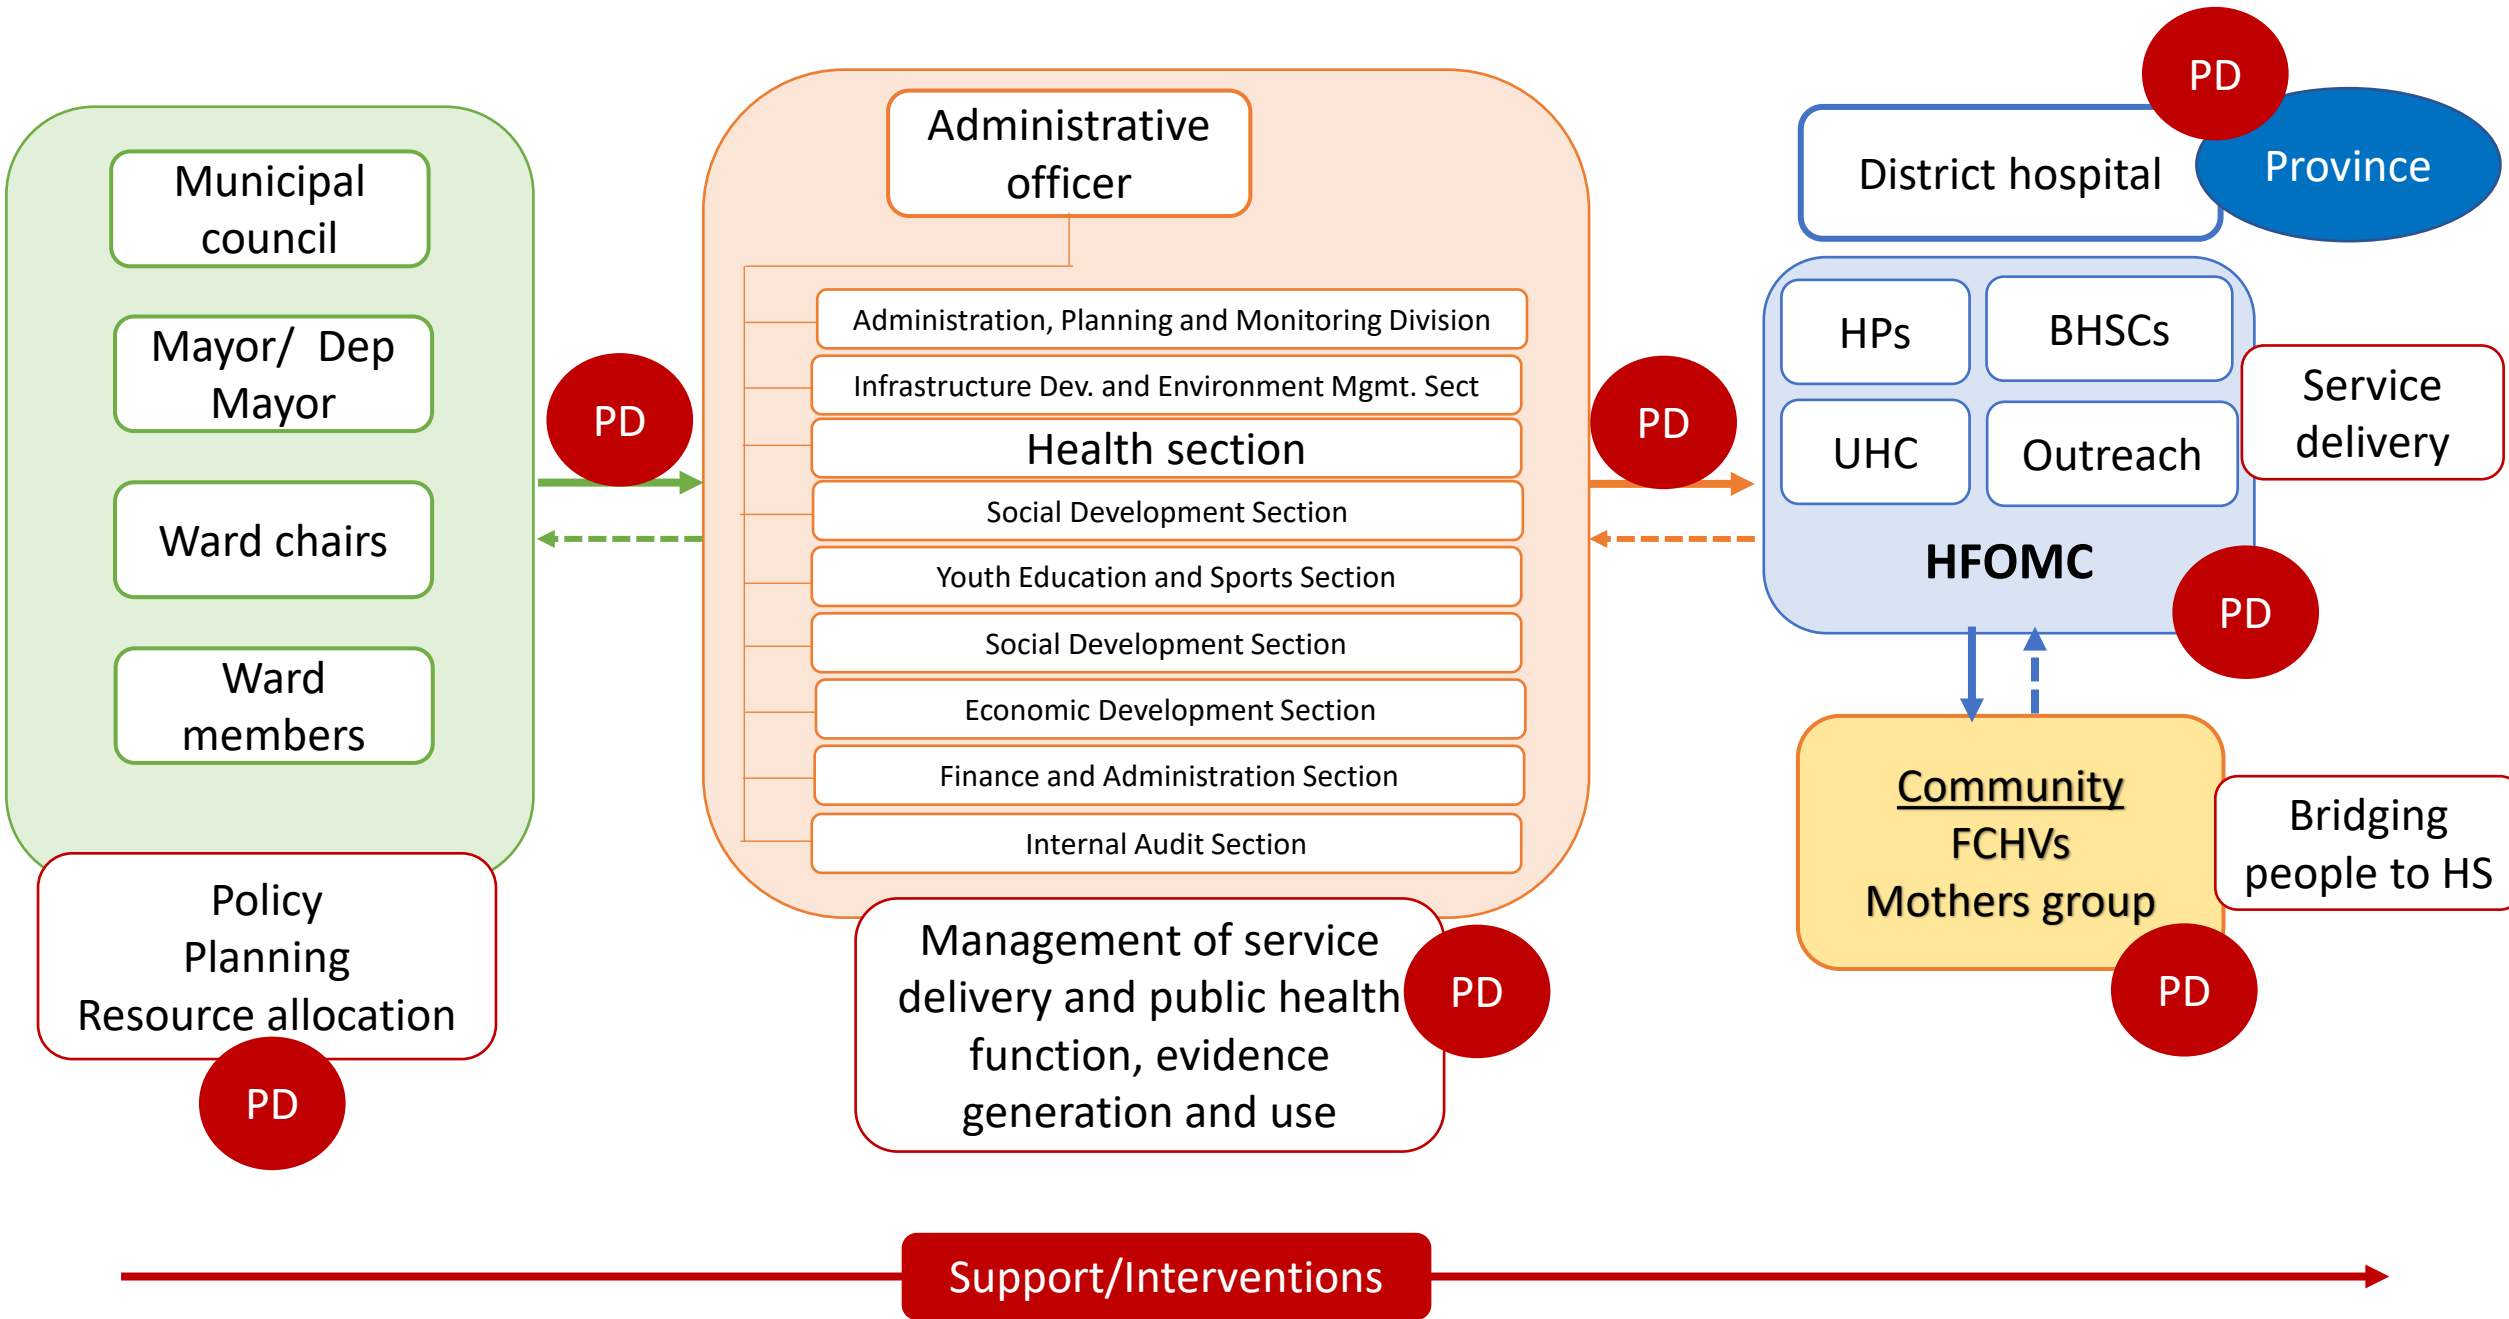 Municipal
council
Mayor/ Dep
Mayor
Ward chairs
Ward
members
Policy
Planning
Resource allocation
PD
PD
Administrative
officer
Administration, Planning and Monitoring Division
Infrastructure Dev. and Environment Mgmt. Sect
Health section
Social Development Section
Youth Education and Sports Section
Social Development Section
Economic Development Section
Finance and Administration Section
Internal Audit Section
Management of service
delivery and public health
function, evidence
generation and use
PD
PD
PD
District hospital
Province
HPs
BHSCs
UHC
Outreach
HFOMC
Service
delivery
PD
Community
FCHVs
Mothers group
Bridging
people to HS
PD
Support/Interventions